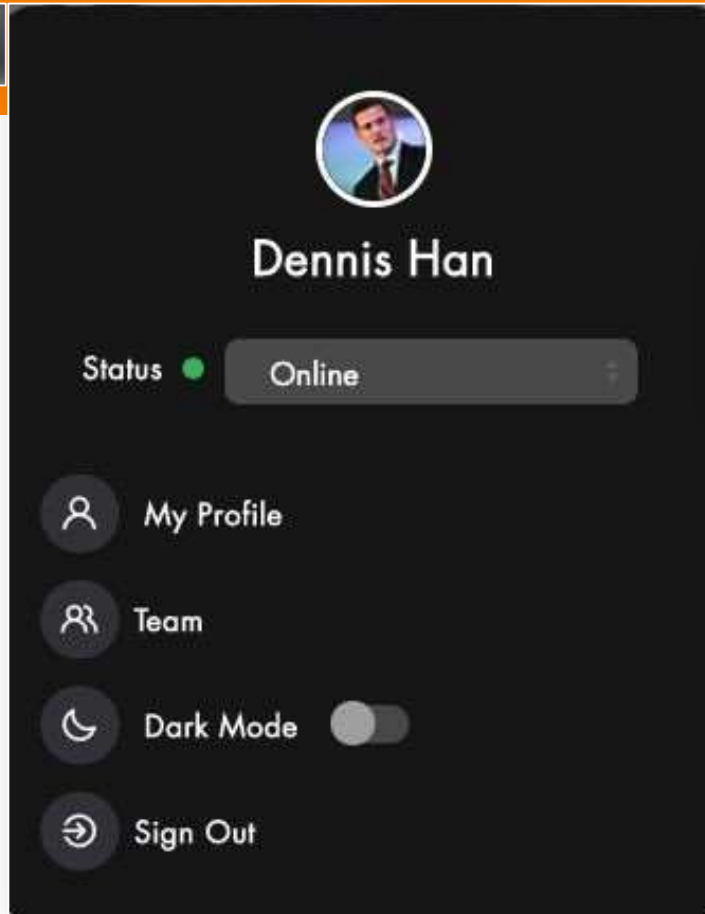 Dennis Han
Status Online
My Profile
Team
Dark Mode
Sign Out